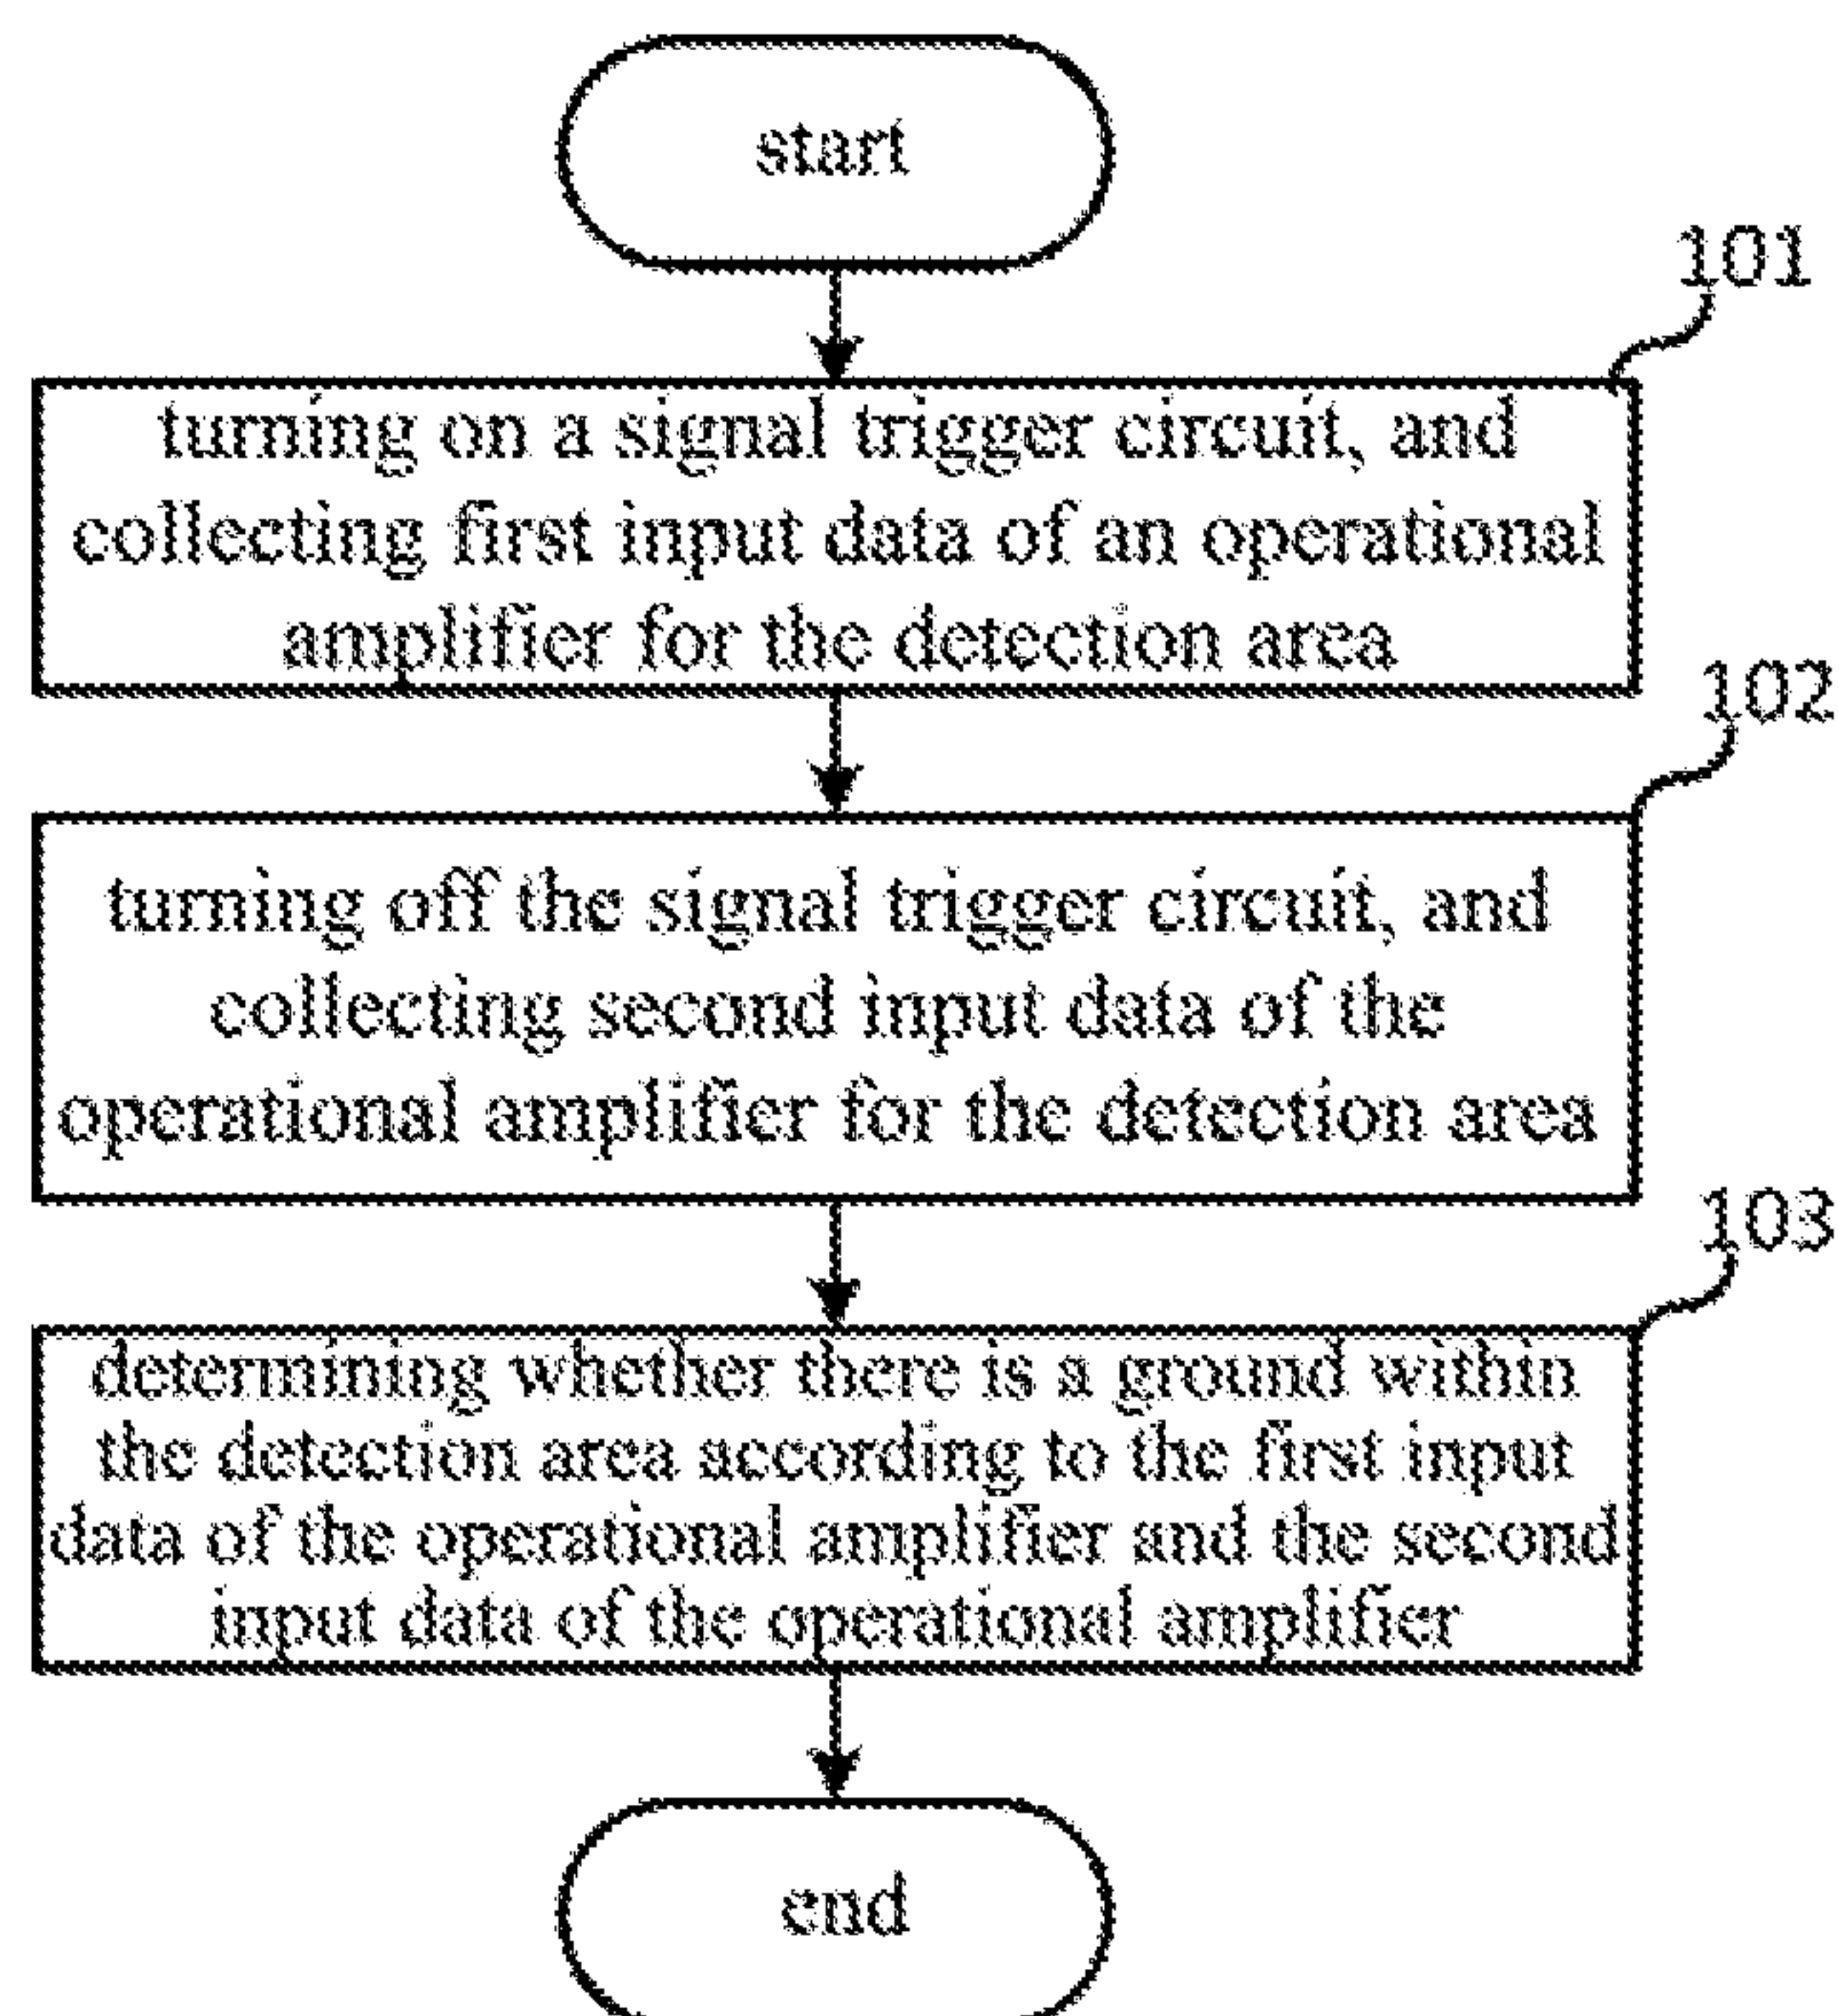 start
101
turning on a signal trigger circuit, and
collecting first input data of an operational
amplifier for the detection area
102
turning off the signal trigger circuit, and
collecting second input data of the
operational amplifier for the detection area
103
determining whether there is a ground within
the detection area according to the first input
data of the operational amplifier and the second
input data of the operational amplifier
end